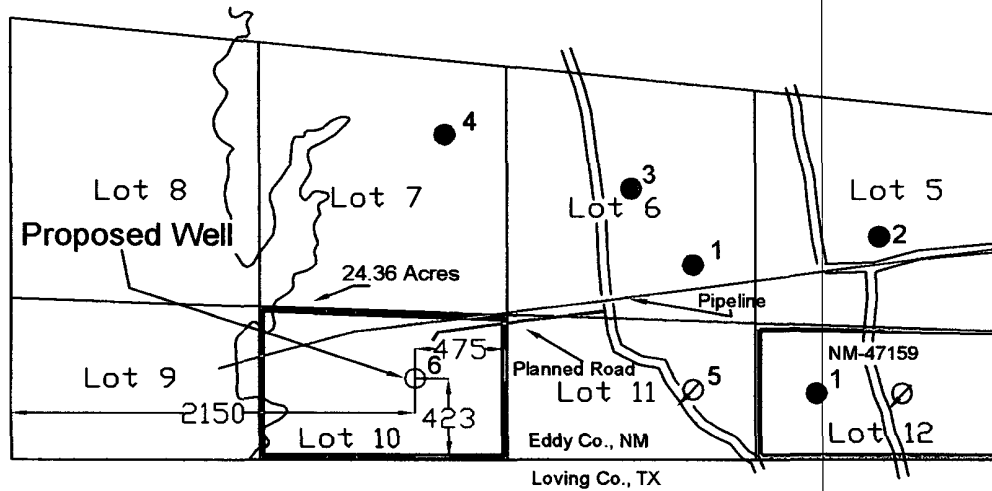 4
3
Lot 8
Lot 7
Lot 6
Lot 5
Proposed Well
1
2
24.36 Acres
Pipeline
475
NM-47159
Lot 9
6
Planned Road
5
1
Lot 11
2150
423
Lot 10
Eddy Co., NM
Lot 12
Loving Co., TX